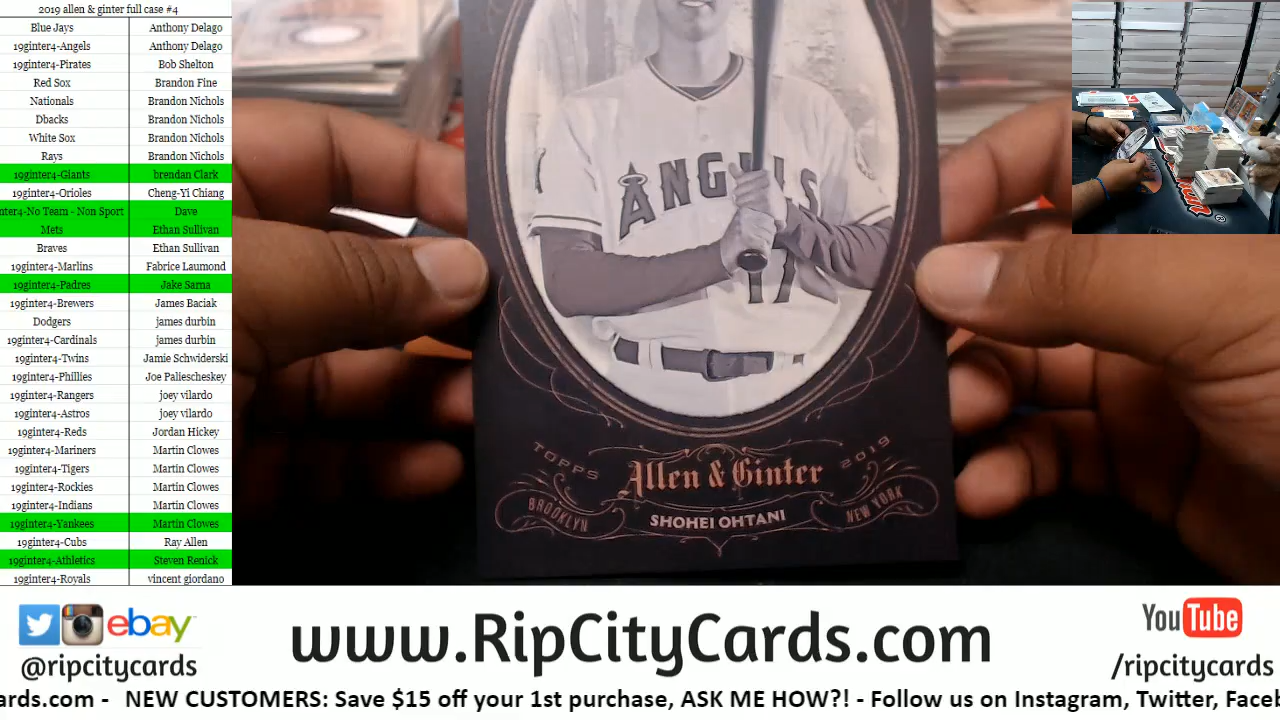 2019 allen & ginter full case #4
Blue Jays Anthony Delago
19ginter4-Angels Anthony Delago
19ginter4-Pirates Bob Shelton
Red Sox Brandon Fine
Nationals Brandon Nichols
Dbacks Brandon Nichols
White Sox Brandon Nichols
Rays Brandon Nichols
19ginter4-Giants brendan Clark
19ginter4-Orioles Cheng-Yi Chiang
nter4-No Team - Non Sport Dave
Mets Ethan Sullivan
Braves Ethan Sullivan
19ginter4-Marlins Fabrice Laumond
19ginter4-Padres Jake Sarna
19ginter4-Brewers James Baciak
Dodgers james durbin
19ginter4-Cardinals james durbin
19ginter4-Twins Jamie Schwiderski
19ginter4-Phillies Joe Paliescheskey
19ginter4-Rangers joey vilardo
19ginter4-Astros joey vilardo
19ginter4-Reds Jordan Hickey
19ginter4-Mariners Martin Clowes
19ginter4-Tigers Martin Clowes
19ginter4-Rockies Martin Clowes
19ginter4-Indians Martin Clowes
19ginter4-Yankees Martin Clowes
19ginter4-Cubs Ray Allen
19ginter4-Athletics Steven Renick
19ginter4-Royals vincent giordano
ANGELS
17
TOPPS Allen & Ginter 2019
BROOKLYN SHOHEI OHTANI NEW YORK
ebay
@ripcitycards
www.RipCityCards.com
YouTube
/ripcitycards
cards.com - NEW CUSTOMERS: Save $15 off your 1st purchase, ASK ME HOW?! - Follow us on Instagram, Twitter, Faceb